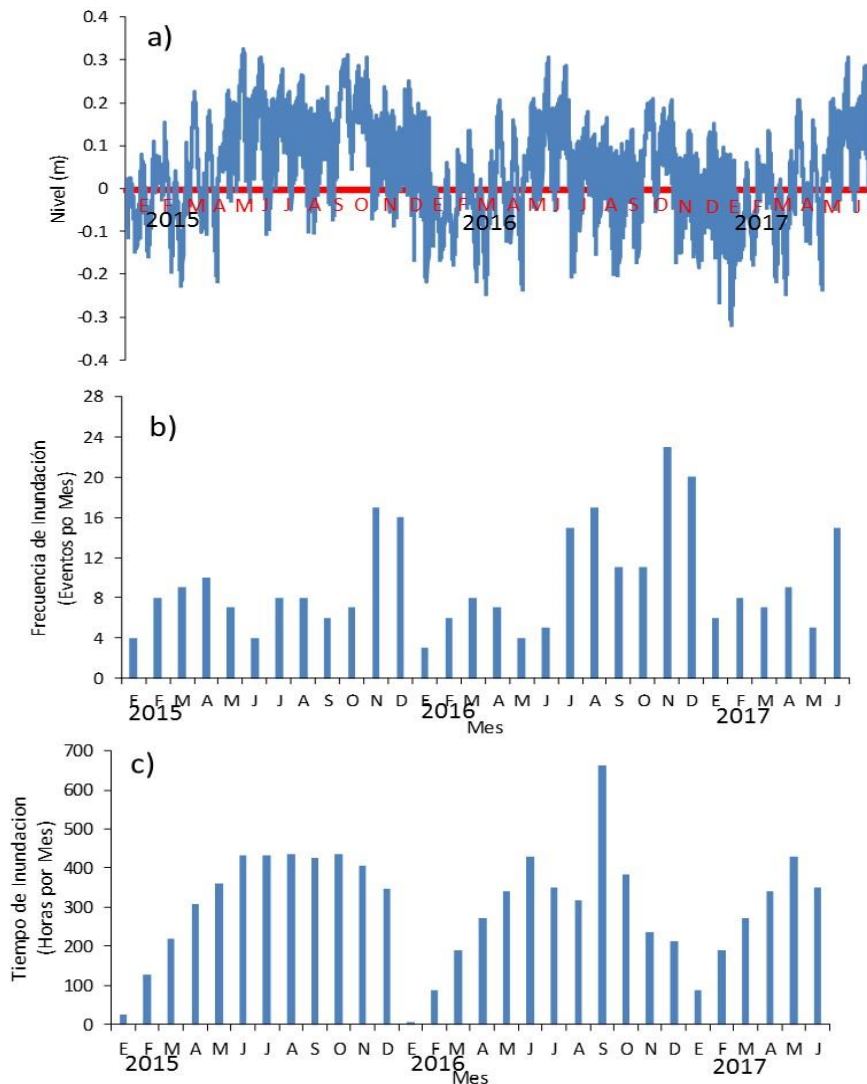 a)
0.4
0.3
0.2
0.1
0
-0.1
-0.2
-0.3
-0.4
Nivel (m)
E F M A M J J A S O N D E F M A M J J A S O N D E F M A M J
2015 2016 2017
b)
28
24
20
16
12
8
4
0
Frecuencia de Inundación
(Eventos po Mes)
E F M A M J J A S O N D E F M A M J J A S O N D E F M A M J
2015 2016 2017
Mes
c)
700
600
500
400
300
200
100
0
Tiempo de Inundacion
(Horas por Mes)
E F M A M J J A S O N D E F M A M J J A S O N D E F M A M J
2015 2016 2017
Mes